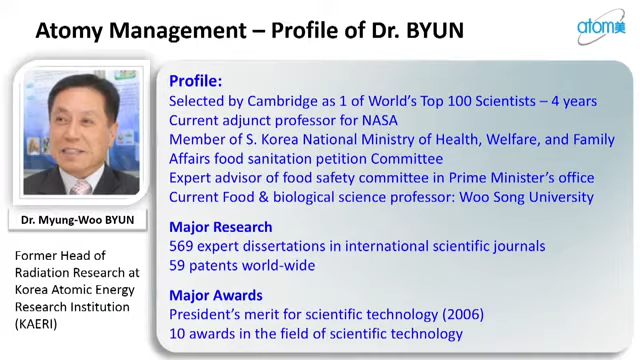 Atomy Management – Profile of Dr. BYUN
atom美
Dr. Myung-Woo BYUN
Former Head of
Radiation Research at
Korea Atomic Energy
Research Institution
(KAERI)
Profile:
Selected by Cambridge as 1 of World's Top 100 Scientists – 4 years
Current adjunct professor for NASA
Member of S. Korea National Ministry of Health, Welfare, and Family
Affairs food sanitation petition Committee
Expert advisor of food safety committee in Prime Minister's office
Current Food & biological science professor: Woo Song University
Major Research
569 expert dissertations in international scientific journals
59 patents world-wide
Major Awards
President's merit for scientific technology (2006)
10 awards in the field of scientific technology